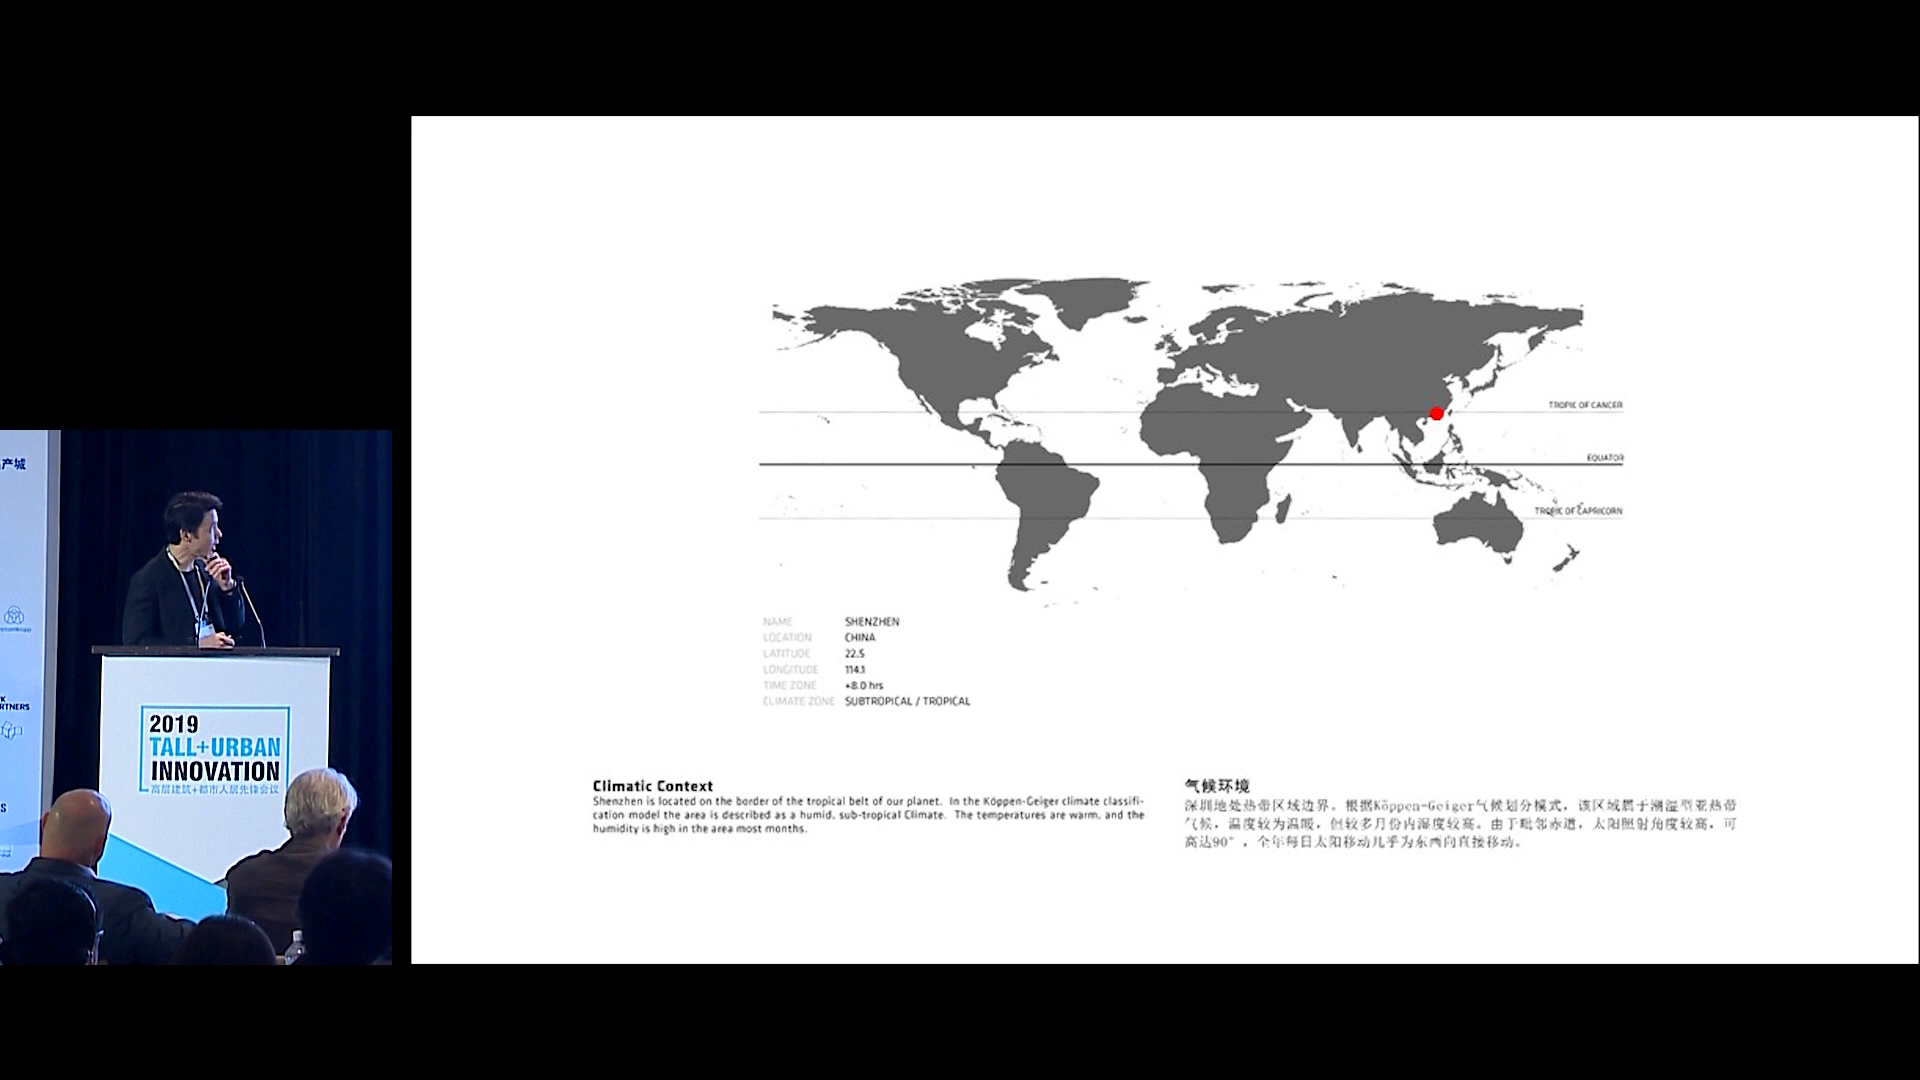 产城
RTNERS
2019
TALL+URBAN
INNOVATION
高层建筑+都市人居先锋会议
TROPIC OF CANCER
EQUATOR
TROPIC OF CAPRICORN
NAME SHENZHEN
LOCATION CHINA
LATITUDE 22.5
LONGITUDE 114.1
TIME ZONE +8.0 hrs
CLIMATE ZONE SUBTROPICAL / TROPICAL
Climatic Context
Shenzhen is located on the border of the tropical belt of our planet. In the Köppen-Geiger climate classifi-
cation model the area is described as a humid, sub-tropical Climate. The temperatures are warm, and the
humidity is high in the area most months.
气候环境
深圳地处热带区域边界。根据Köppen-Geiger气候划分模式，该区域属于潮湿型亚热带
气候，温度较为温暖，但较多月份内湿度较高。由于毗邻赤道，太阳照射角度较高，可
高达90°，全年每日太阳移动几乎为东西向直接移动。